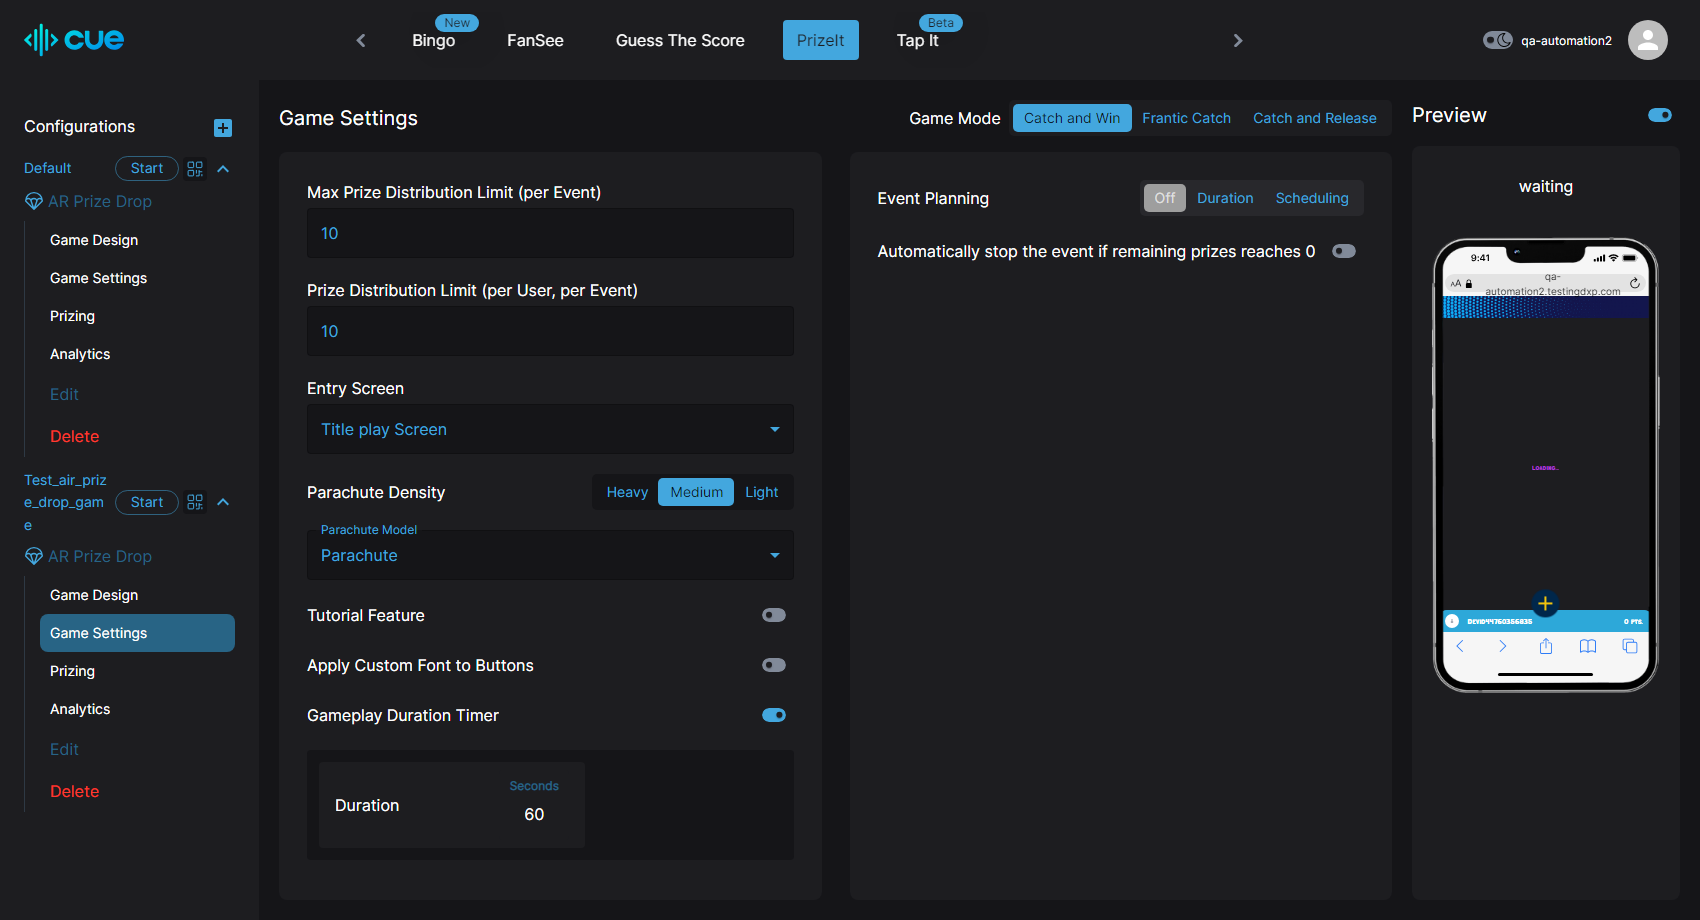 cue
Bingo
New
FanSee
Guess The Score
PrizeIt
Tap It
Beta
qa-automation2
Configurations
Default
Start
AR Prize Drop
Game Design
Game Settings
Prizing
Analytics
Edit
Delete
Test_air_priz
e_drop_gam
e
Start
AR Prize Drop
Game Design
Game Settings
Prizing
Analytics
Edit
Delete
Game Settings
Game Mode
Catch and Win
Frantic Catch
Catch and Release
Max Prize Distribution Limit (per Event)
10
Prize Distribution Limit (per User, per Event)
10
Entry Screen
Title play Screen
Parachute Density
Heavy
Medium
Light
Parachute Model
Parachute
Tutorial Feature
Apply Custom Font to Buttons
Gameplay Duration Timer
Duration
Seconds
60
Event Planning
Off
Duration
Scheduling
Automatically stop the event if remaining prizes reaches 0
Preview
waiting
9:41
AA
qa-
automation2.testingdxp.com
LOADING..
0 PTS.